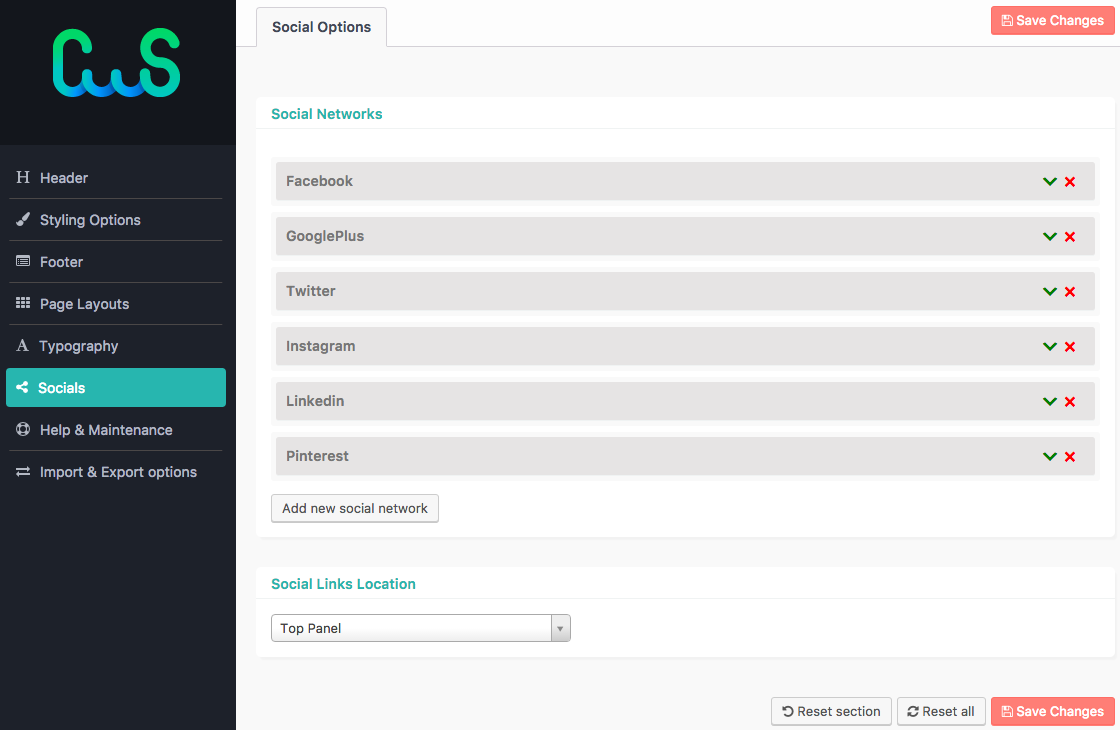 CWS
Social Options
Save Changes
Header
Styling Options
Footer
Page Layouts
Typography
Socials
Help & Maintenance
Import & Export options
Social Networks
Facebook
GooglePlus
Twitter
Instagram
Linkedin
Pinterest
Add new social network
Social Links Location
Top Panel
Reset section
Reset all
Save Changes